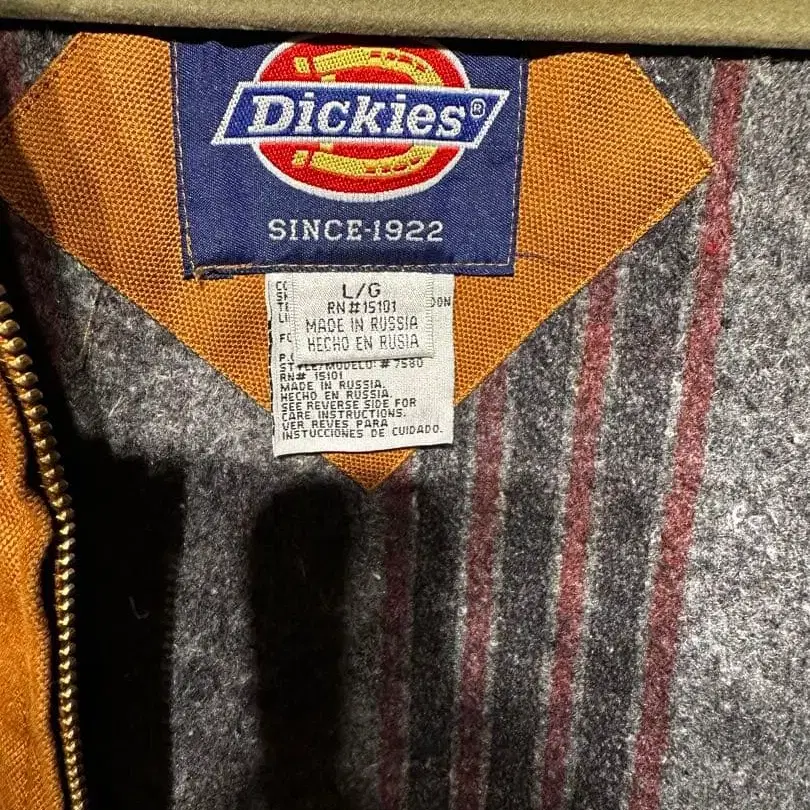 Dickies®
SINCE-1922
L/G
RN#15101
MADE IN RUSSIA
HECHO EN RUSIA
STYLE/MODELO: # 7580
RN# 15101
MADE IN RUSSIA.
HECHO EN RUSIA.
SEE REVERSE SIDE FOR
CARE INSTRUCTIONS.
VER REVES PARA
INSTUCCIONES DE CUIDADO.